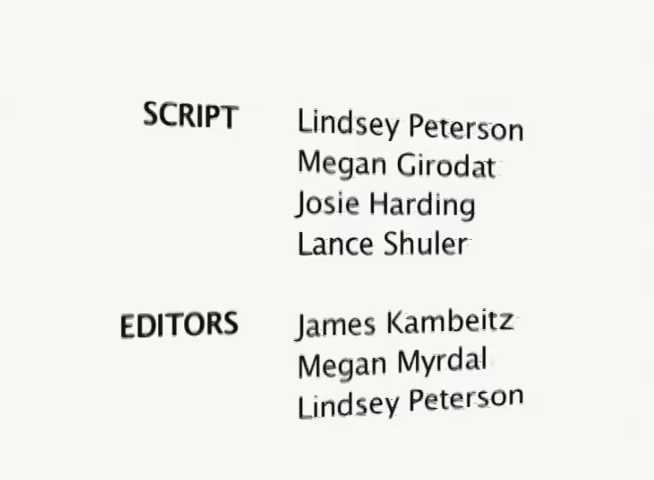 SCRIPT Lindsey Peterson
Megan Girodat
Josie Harding
Lance Shuler
EDITORS James Kambeitz
Megan Myrdal
Lindsey Peterson